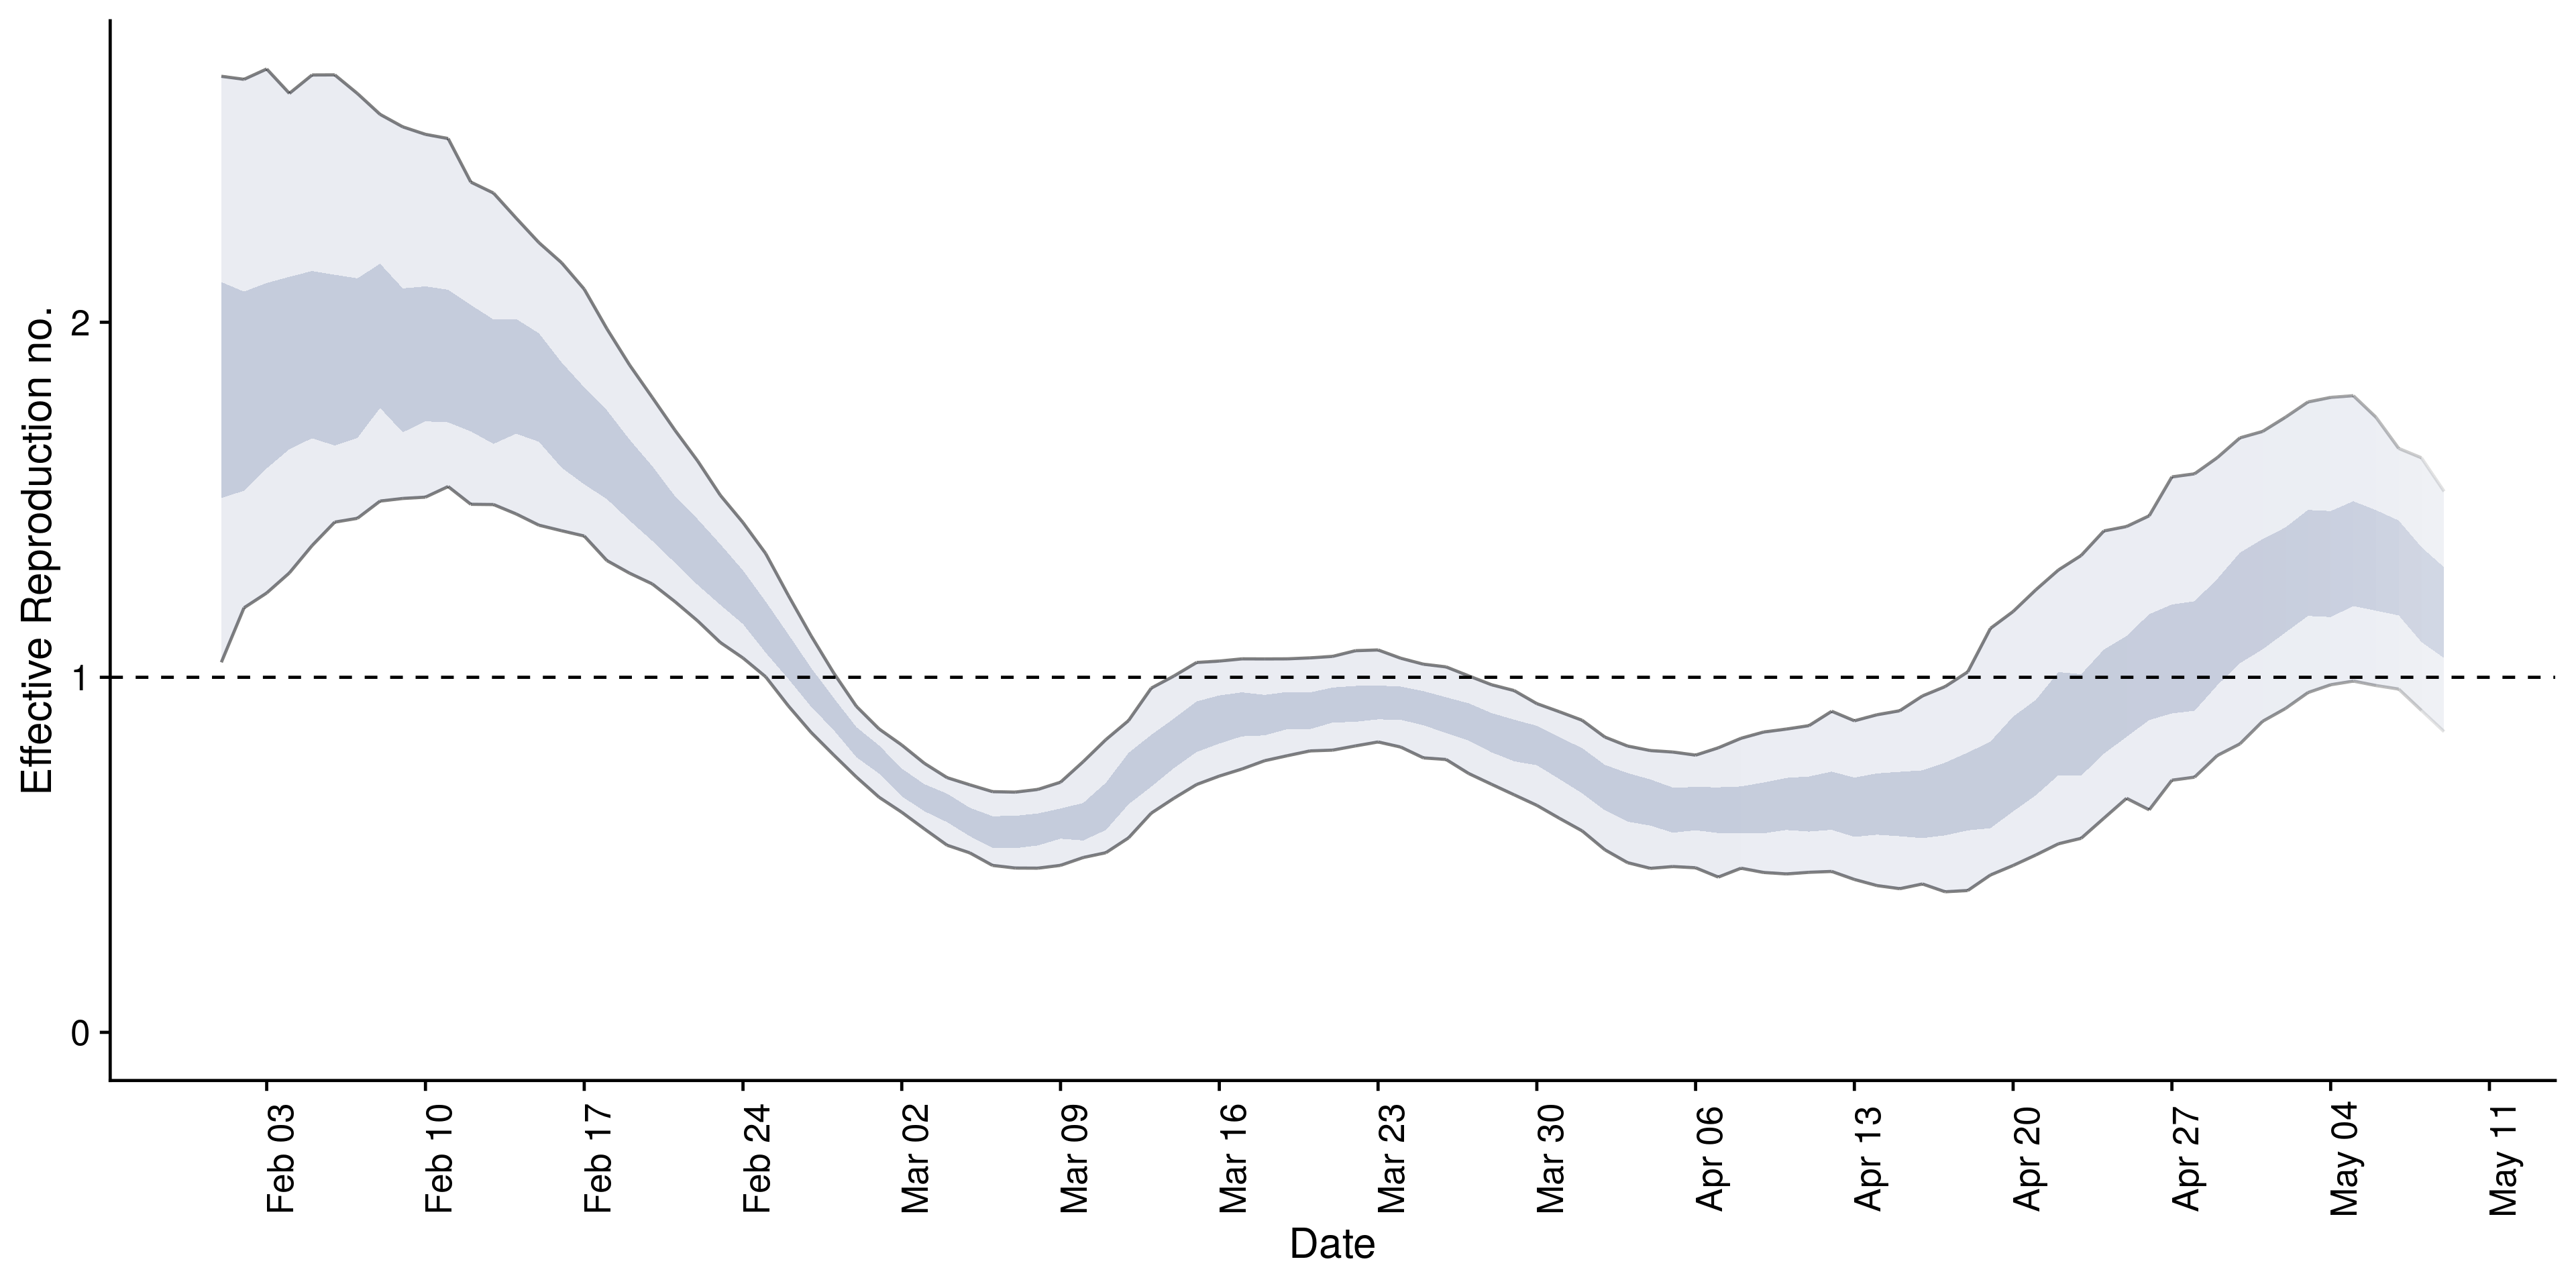 Effective Reproduction no.
2
1
0
Feb 03
Feb 10
Feb 17
Feb 24
Mar 02
Mar 09
Mar 16
Mar 23
Mar 30
Apr 06
Apr 13
Apr 20
Apr 27
May 04
May 11
Date